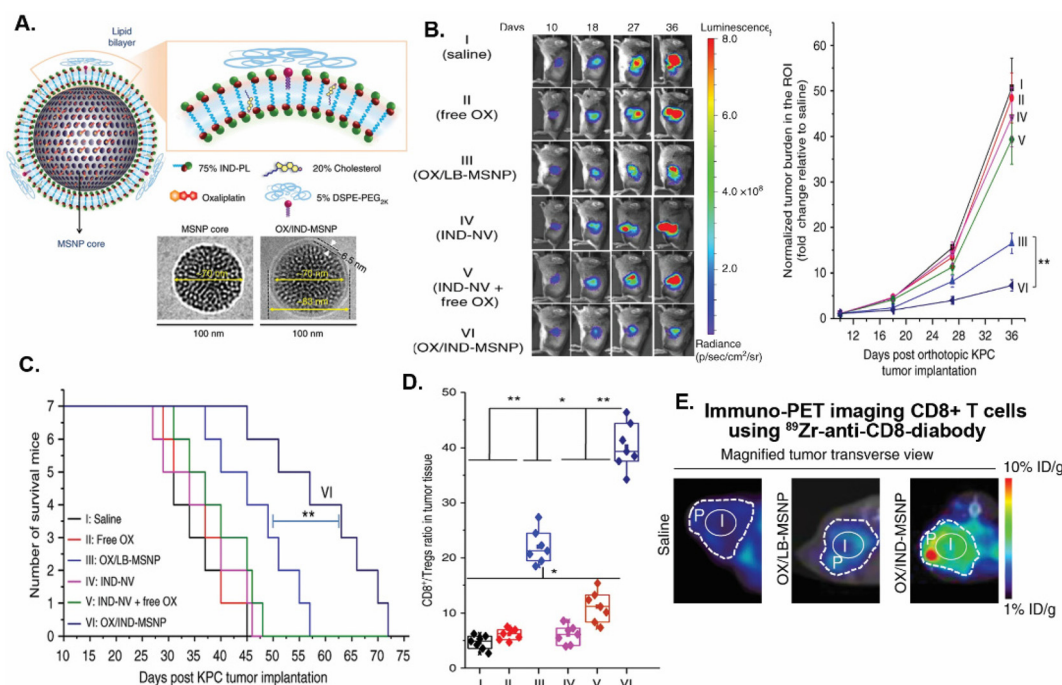 A.
Lipid
bilayer
75% IND-PL
20% Cholesterol
Oxaliplatin
5% DSPE-PEG2K
MSNP core
MSNP core
OX/IND-MSNP
~70 nm
~70 nm
~6.5 nm
~83 nm
100 nm
100 nm
B.
Days 10 18 27 36
Luminescence
I
(saline)
II
(free OX)
III
(OX/LB-MSNP)
IV
(IND-NV)
V
(IND-NV +
free OX)
VI
(OX/IND-MSNP)
8.0
6.0
4.0 ×10⁸
2.0
Radiance
(p/sec/cm²/sr)
Normalized tumor burden in the ROI
(fold change relative to saline)
60
50
40
30
20
10
0
I
II
IV
V
III
**
VI
12 16 20 24 28 32 36
Days post orthotopic KPC
tumor implantation
C.
Number of survival mice
7
6
5
4
3
2
1
0
VI
**
I: Saline
II: Free OX
III: OX/LB-MSNP
IV: IND-NV
V: IND-NV + free OX
VI: OX/IND-MSNP
10 15 20 25 30 35 40 45 50 55 60 65 70 75
Days post KPC tumor implantation
D.
CD8⁺/Tregs ratio in tumor tissue
50
40
30
20
15
10
5
0
** * **
*
I II III IV V VI
E.
Immuno-PET imaging CD8+ T cells
using ⁸⁹Zr-anti-CD8-diabody
Magnified tumor transverse view
Saline
P I
OX/LB-MSNP
I
P
OX/IND-MSNP
P I
10% ID/g
1% ID/g